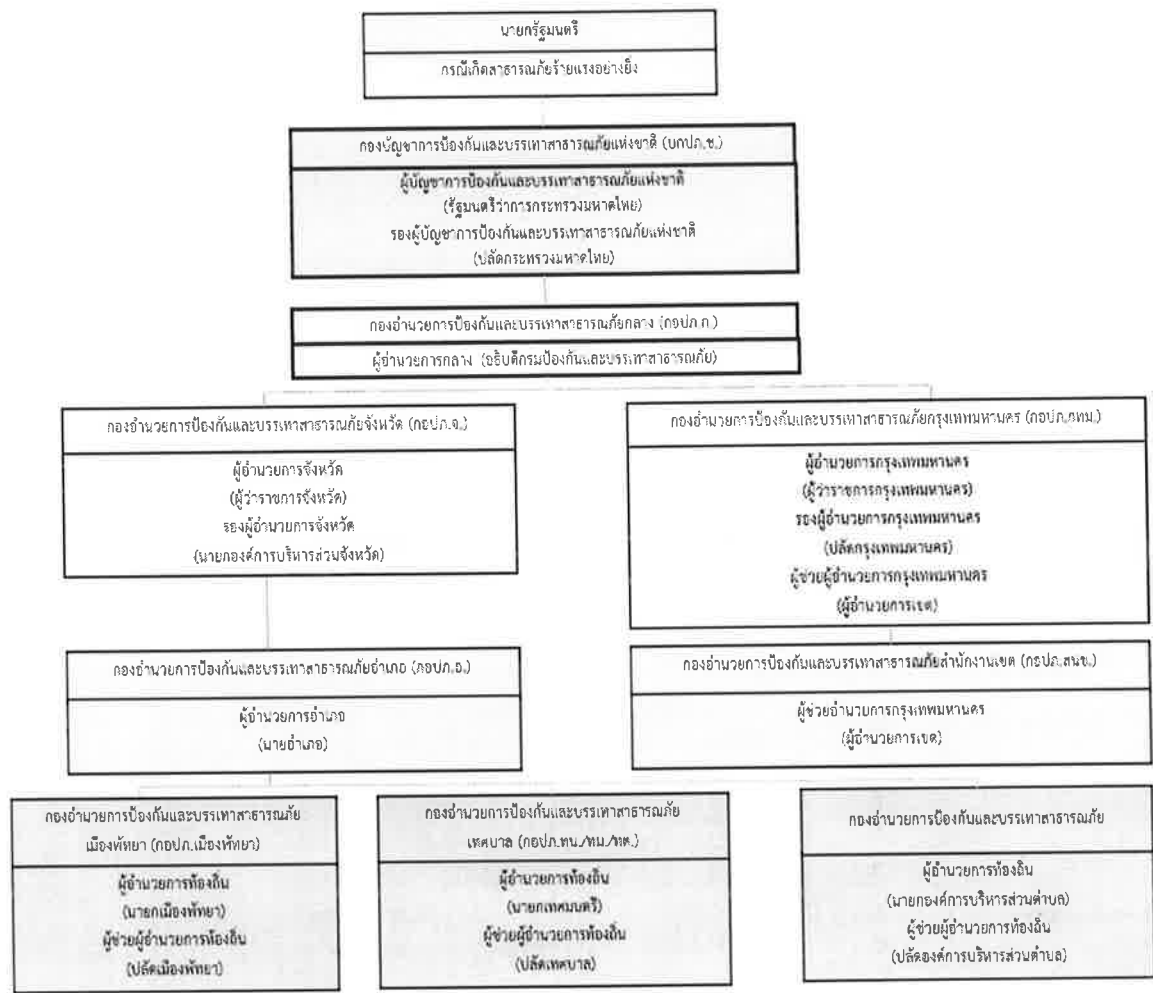 นายกรัฐมนตรี
กรณีเกิดสาธารณภัยร้ายแรงอย่างยิ่ง
กองบัญชาการป้องกันและบรรเทาสาธารณภัยแห่งชาติ (บกปภ.ช.)
ผู้บัญชาการป้องกันและบรรเทาสาธารณภัยแห่งชาติ
(รัฐมนตรีว่าการกระทรวงมหาดไทย)
รองผู้บัญชาการป้องกันและบรรเทาสาธารณภัยแห่งชาติ
(ปลัดกระทรวงมหาดไทย)
กองอำนวยการป้องกันและบรรเทาสาธารณภัยกลาง (กอปภ.ก.)
ผู้อำนวยการกลาง (อธิบดีกรมป้องกันและบรรเทาสาธารณภัย)
กองอำนวยการป้องกันและบรรเทาสาธารณภัยจังหวัด (กอปภ.จ.)
ผู้อำนวยการจังหวัด
(ผู้ว่าราชการจังหวัด)
รองผู้อำนวยการจังหวัด
(นายกองค์การบริหารส่วนจังหวัด)
กองอำนวยการป้องกันและบรรเทาสาธารณภัยกรุงเทพมหานคร (กอปภ.กทม.)
ผู้อำนวยการกรุงเทพมหานคร
(ผู้ว่าราชการกรุงเทพมหานคร)
รองผู้อำนวยการกรุงเทพมหานคร
(ปลัดกรุงเทพมหานคร)
ผู้ช่วยผู้อำนวยการกรุงเทพมหานคร
(ผู้อำนวยการเขต)
กองอำนวยการป้องกันและบรรเทาสาธารณภัยอำเภอ (กอปภ.อ.)
ผู้อำนวยการอำเภอ
(นายอำเภอ)
กองอำนวยการป้องกันและบรรเทาสาธารณภัยสำนักงานเขต (กอปภ.สนข.)
ผู้ช่วยอำนวยการกรุงเทพมหานคร
(ผู้อำนวยการเขต)
กองอำนวยการป้องกันและบรรเทาสาธารณภัย
เมืองพัทยา (กอปภ.เมืองพัทยา)
ผู้อำนวยการท้องถิ่น
(นายกเมืองพัทยา)
ผู้ช่วยผู้อำนวยการท้องถิ่น
(ปลัดเมืองพัทยา)
กองอำนวยการป้องกันและบรรเทาสาธารณภัย
เทศบาล (กอปภ.ทน./ทม./ทต.)
ผู้อำนวยการท้องถิ่น
(นายกเทศมนตรี)
ผู้ช่วยผู้อำนวยการท้องถิ่น
(ปลัดเทศบาล)
กองอำนวยการป้องกันและบรรเทาสาธารณภัย
ผู้อำนวยการท้องถิ่น
(นายกองค์การบริหารส่วนตำบล)
ผู้ช่วยผู้อำนวยการท้องถิ่น
(ปลัดองค์การบริหารส่วนตำบล)